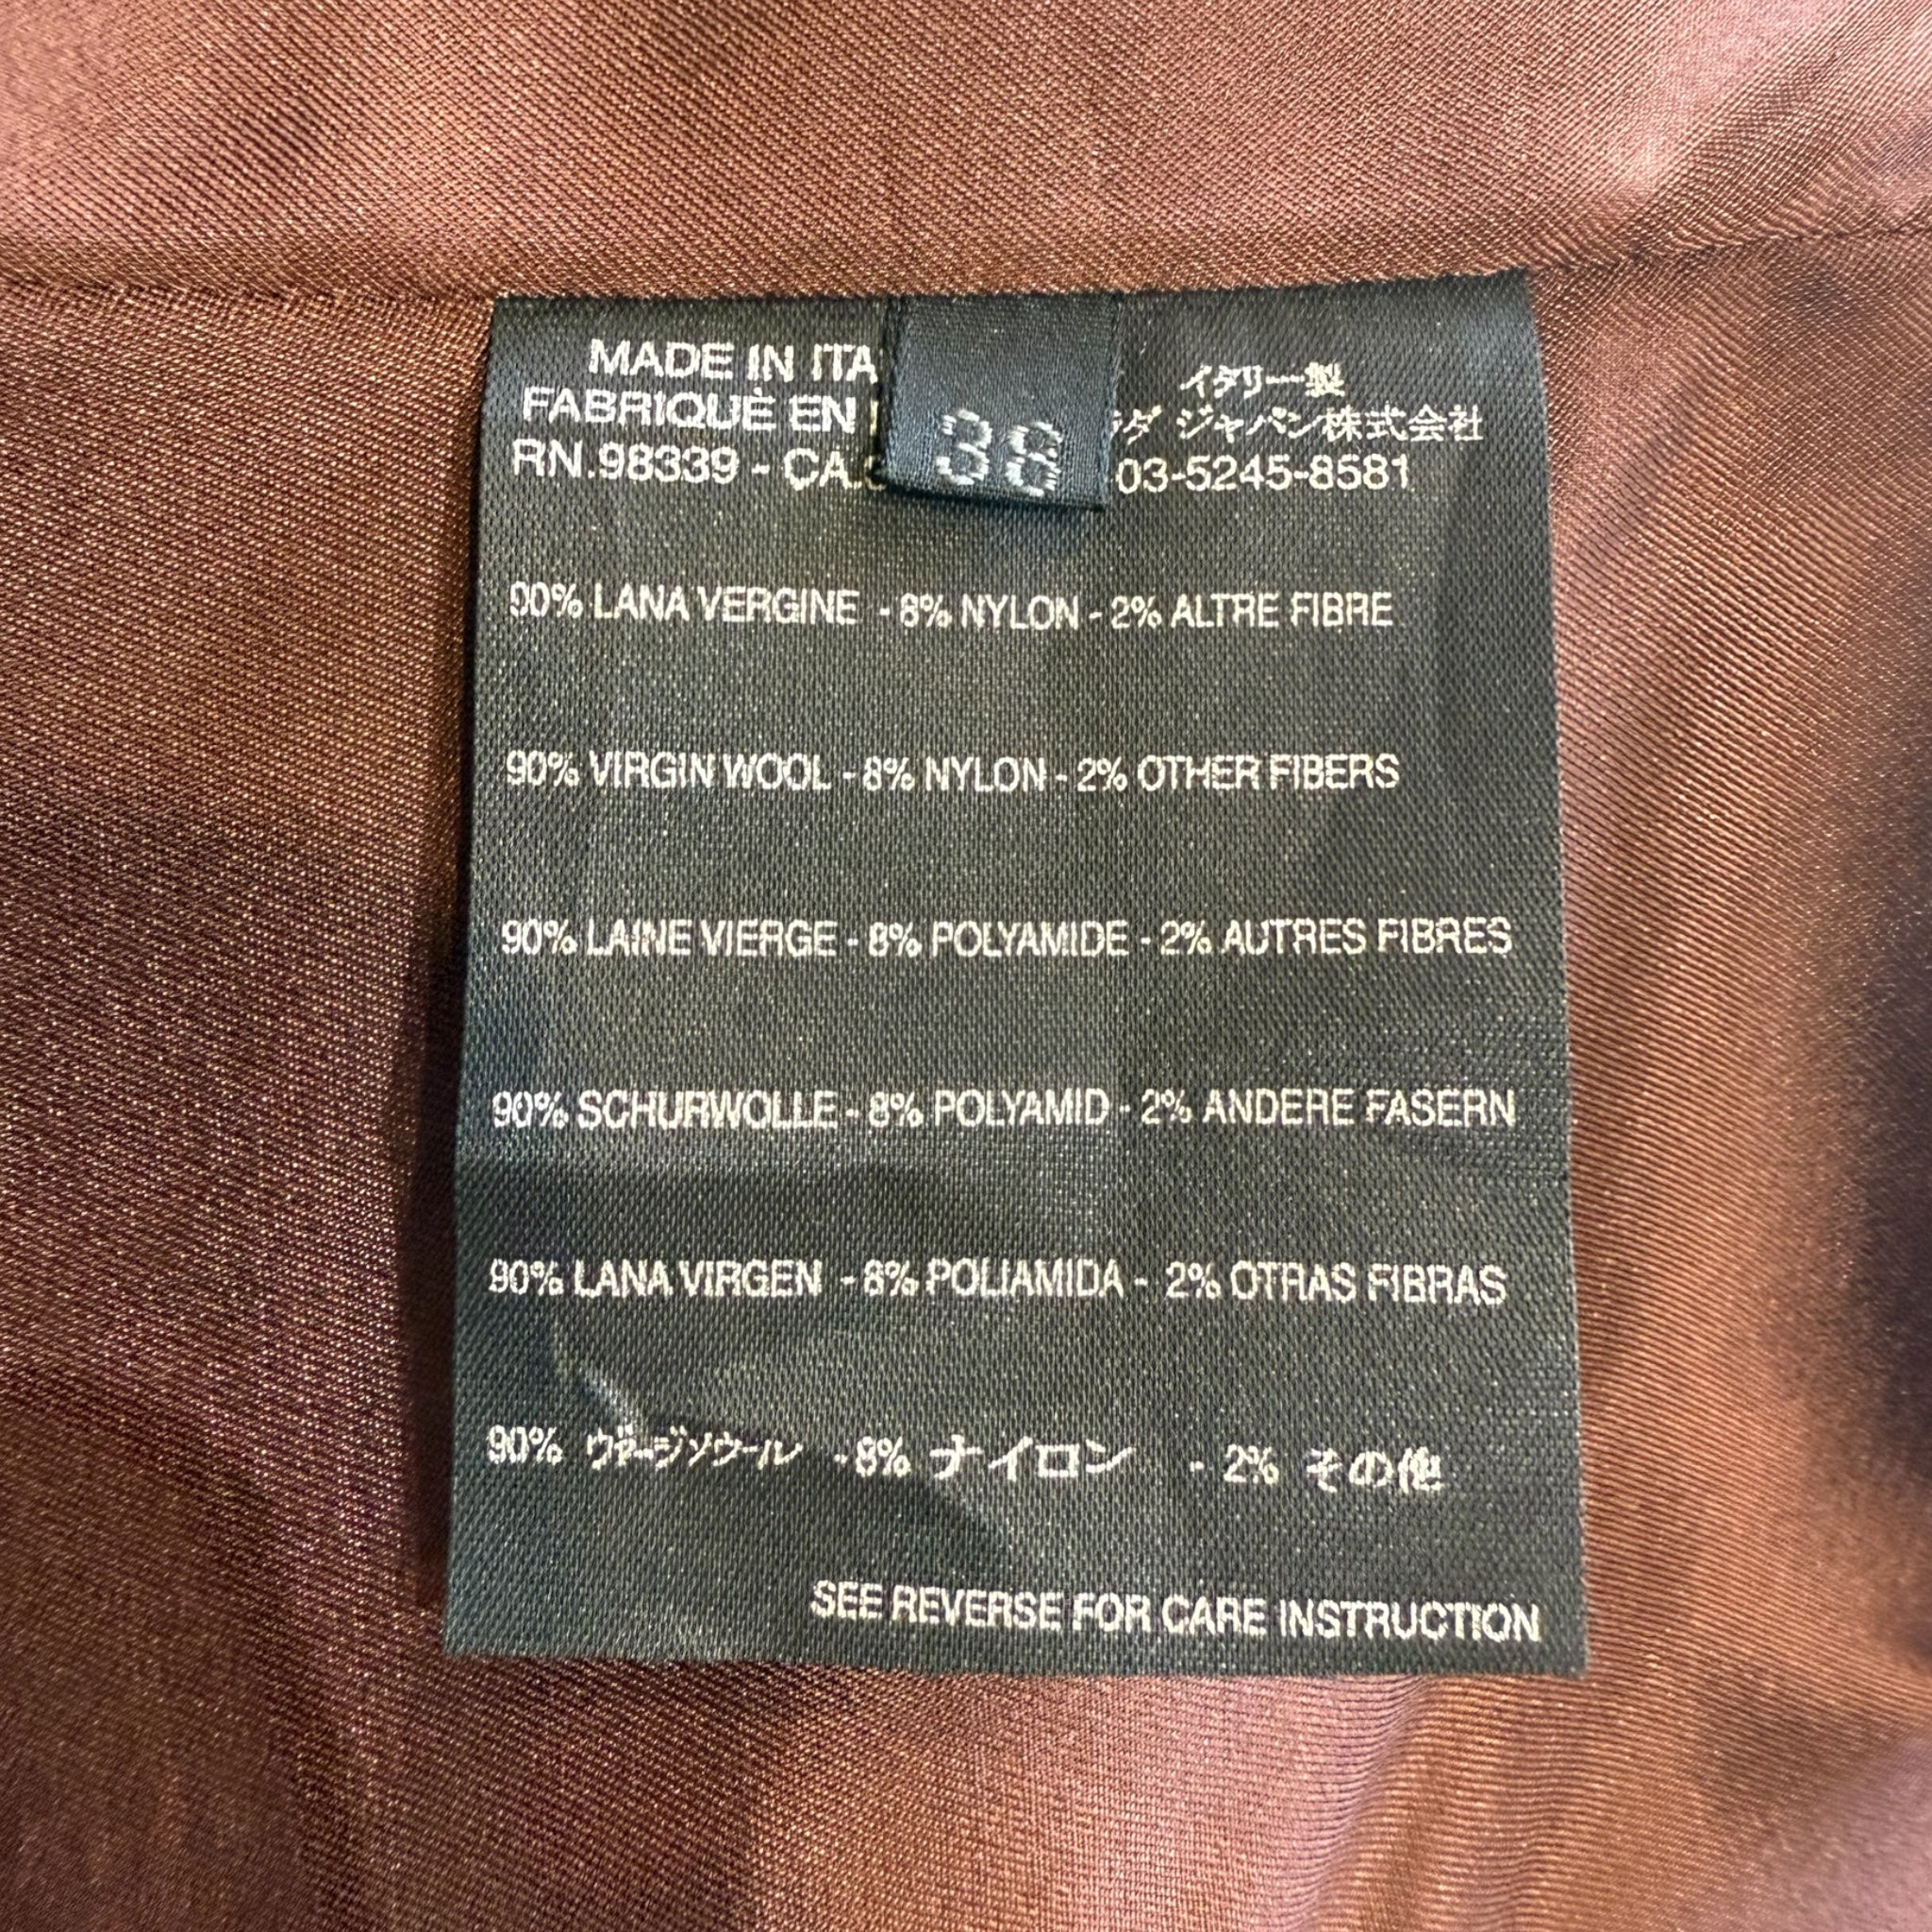 MADE IN ITA
イタリー製
FABRIQUÉ EN
ラダ ジャパン株式会社
RN.98339 - CA.
03-5245-8581
38
90% LANA VERGINE - 8% NYLON - 2% ALTRE FIBRE
90% VIRGIN WOOL - 8% NYLON - 2% OTHER FIBERS
90% LAINE VIERGE - 8% POLYAMIDE - 2% AUTRES FIBRES
90% SCHURWOLLE - 8% POLYAMID - 2% ANDERE FASERN
90% LANA VIRGEN - 8% POLIAMIDA - 2% OTRAS FIBRAS
90% ヴァージソウール - 8% ナイロン - 2% その他
SEE REVERSE FOR CARE INSTRUCTION